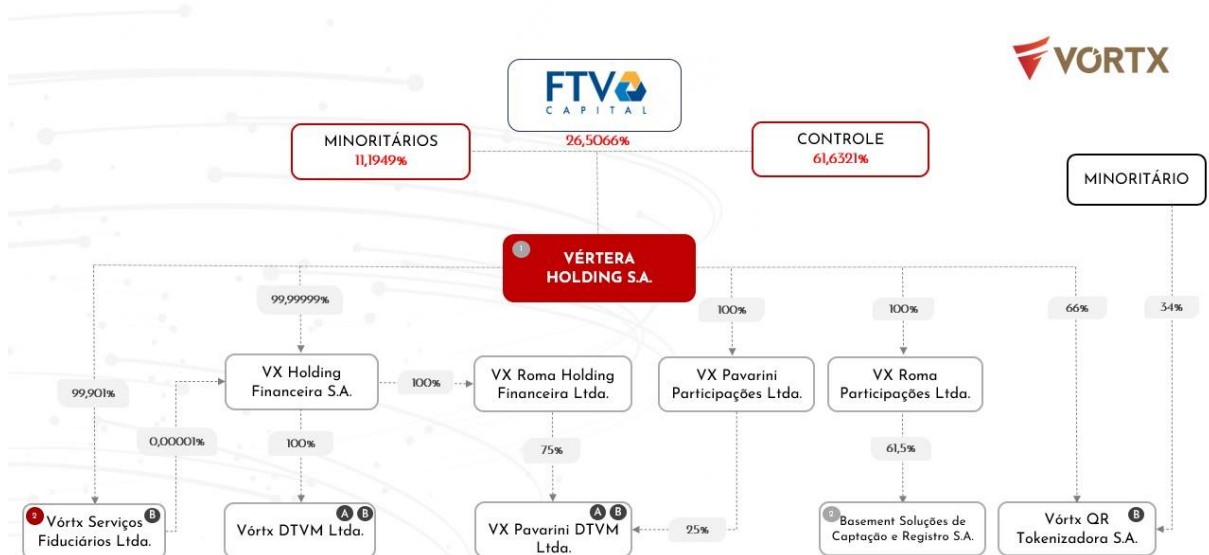 VÓRTX
FTV
CAPITAL
26,5066%
MINORITÁRIOS
11,1949%
CONTROLE
61,6321%
MINORITÁRIO
1
VÉRTERA
HOLDING S.A.
99,99999%
100%
100%
66%
34%
VX Holding
Financeira S.A.
100%
VX Roma Holding
Financeira Ltda.
VX Pavarini
Participações Ltda.
VX Roma
Participações Ltda.
99,901%
0,00001%
100%
75%
61,5%
2
Vórtx Serviços
Fiduciários Ltda.
B
Vórtx DTVM Ltda.
A B
VX Pavarini DTVM
Ltda.
A B
25%
2
Basement Soluções de
Captação e Registro S.A.
Vórtx QR
Tokenizadora S.A.
B